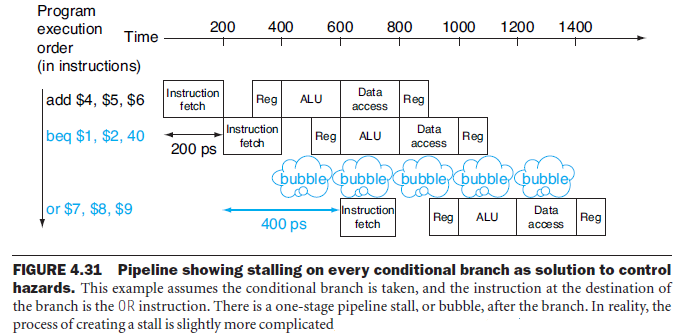 Program
execution
order
(in instructions)
Time
200 400 600 800 1000 1200 1400
add $4, $5, $6
Instruction fetch Reg ALU Data access Reg
beq $1, $2, 40
200 ps
Instruction fetch Reg ALU Data access Reg
bubble bubble bubble bubble bubble
or $7, $8, $9
400 ps
Instruction fetch Reg ALU Data access Reg
FIGURE 4.31 Pipeline showing stalling on every conditional branch as solution to control
hazards. This example assumes the conditional branch is taken, and the instruction at the destination of
the branch is the OR instruction. There is a one-stage pipeline stall, or bubble, after the branch. In reality, the
process of creating a stall is slightly more complicated